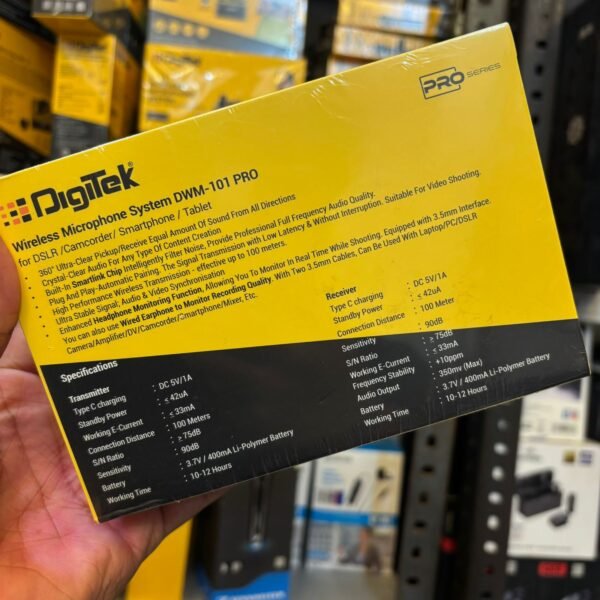 PRO SERIES
DigiTek®
Wireless Microphone System DWM-101 PRO
for DSLR /Camcorder/ Smartphone / Tablet
• 360° Ultra-Clear Pickup/Receive Equal Amount Of Sound From All Directions
• Crystal-Clear Audio For Any Type Of Content Creation
• Built-In Smartlink Chip Intelligently Filter Noise, Provide Professional Full Frequency Audio Quality.
• Plug And Play-Automatic Pairing. The Signal Transmission with Low Latency & Without Interruption. Suitable For Video Shooting.
• High Performance Wireless Transmission - effective up to 100 meters.
• Ultra Stable Signal, Audio & Video Synchronisation
• Enhanced Headphone Monitoring Function, Allowing You To Monitor In Real Time While Shooting. Equipped with 3.5mm Interface.
• You can also use Wired Earphone to Monitor Recording Quality. With Two 3.5mm Cables, Can Be Used With Laptop/PC/DSLR
Camera/Amplifier/DV/Camcorder/Smartphone/Mixer, Etc.
Specifications
Transmitter
Type C charging : DC 5V/1A
Standby Power : ≤ 42uA
Working E-Current : ≤ 33mA
Connection Distance : 100 Meters
S/N Ratio : ≥ 75dB
Sensitivity : 90dB
Battery : 3.7V / 400mA Li-Polymer Battery
Working Time : 10-12 Hours
Receiver
Type C charging : DC 5V/1A
Standby Power : ≤ 42uA
Connection Distance : 100 Meter
Sensitivity : 90dB
S/N Ratio : ≥ 75dB
Working E-Current : ≤ 33mA
Frequency Stability : +10ppm
Audio Output : 350mv (Max)
Battery : 3.7V / 400mA Li-Polymer Battery
Working Time : 10-12 Hours